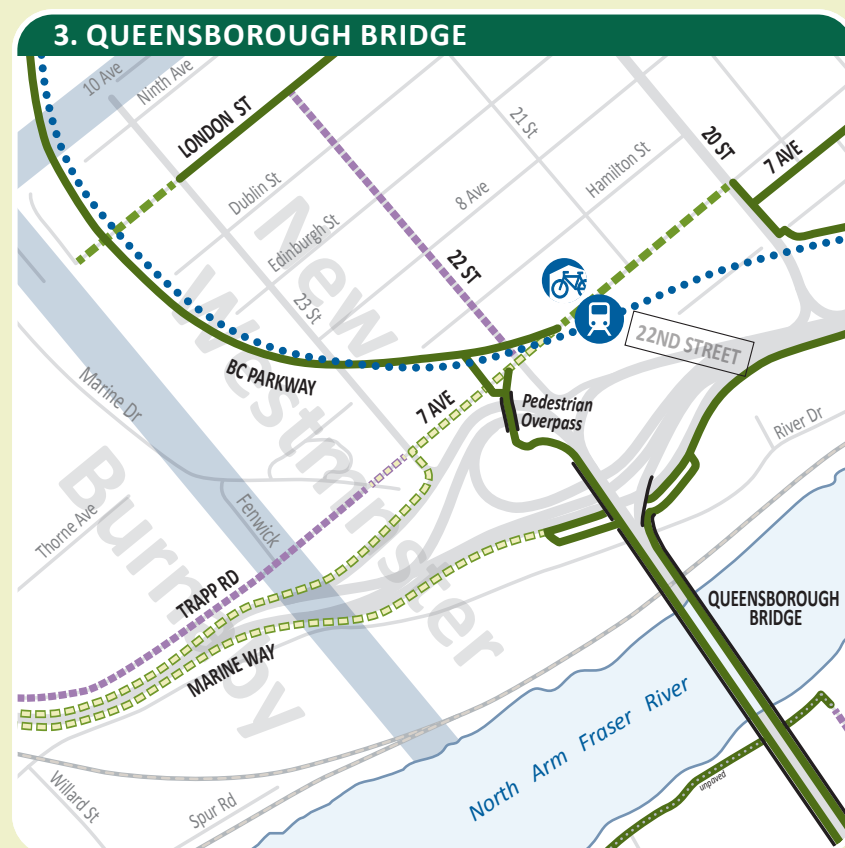 3. QUEENSBOROUGH BRIDGE
10 Ave
Ninth Ave
LONDON ST
21 St
20 ST
7 AVE
Dublin St
8 Ave
Hamilton St
Edinburgh St
22 ST
New
Westminster
23 St
22ND STREET
BC PARKWAY
Marine Dr
7 AVE
Pedestrian
Overpass
River Dr
Burnaby
Fenwick
Thorne Ave
TRAPP RD
QUEENSBOROUGH
BRIDGE
MARINE WAY
North Arm Fraser River
unpaved
Willard St
Spur Rd